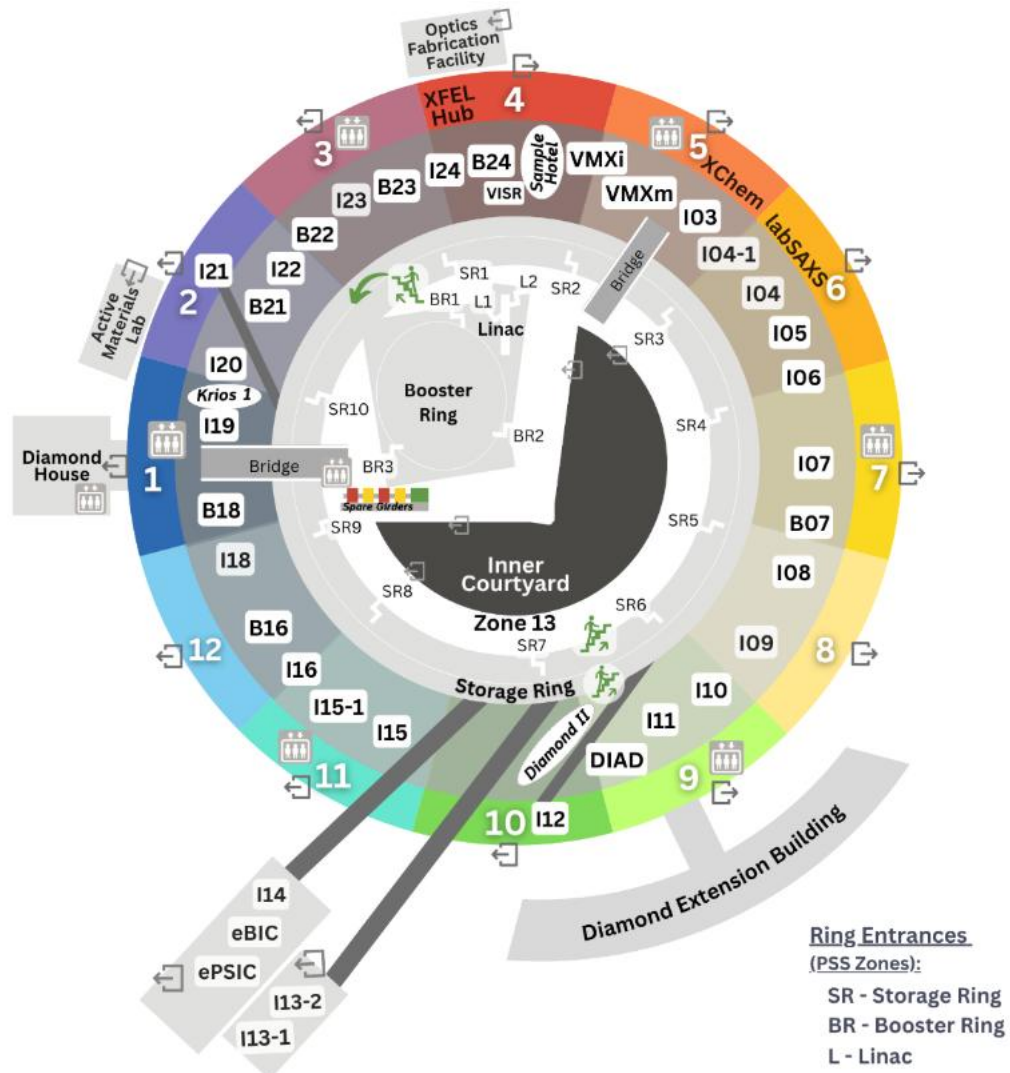 Optics
Fabrication
Facility
XFEL
Hub
4
3
5
XChem
I24
B24
VISR
Sample
Hotel
VMXi
VMXm
I03
I04-1
labSAXS
6
I23
B23
B22
I22
B21
2
I21
Active
Materials
Lab
I04
I05
I06
Bridge
SR1
L2
SR2
BR1
L1
Linac
SR3
I20
Krios 1
I19
Booster
Ring
SR10
BR2
SR4
Diamond
House
1
Bridge
BR3
I07
7
Spare Girders
B18
SR9
SR5
B07
I18
Inner
Courtyard
I08
SR8
Zone 13
SR6
SR7
12
B16
I16
I15-1
I15
Storage Ring
I09
8
I10
I11
Diamond II
DIAD
11
9
10
I12
Diamond Extension Building
I14
eBIC
ePSIC
I13-2
I13-1
Ring Entrances
(PSS Zones):
SR - Storage Ring
BR - Booster Ring
L - Linac